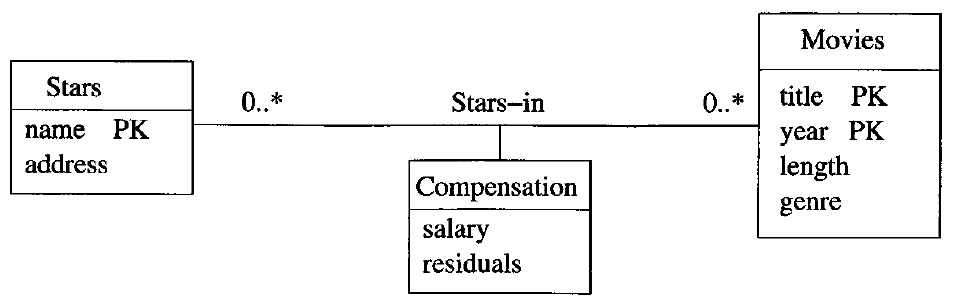 Stars
name PK
address
0..*
Stars–in
0..*
Compensation
salary
residuals
Movies
title PK
year PK
length
genre